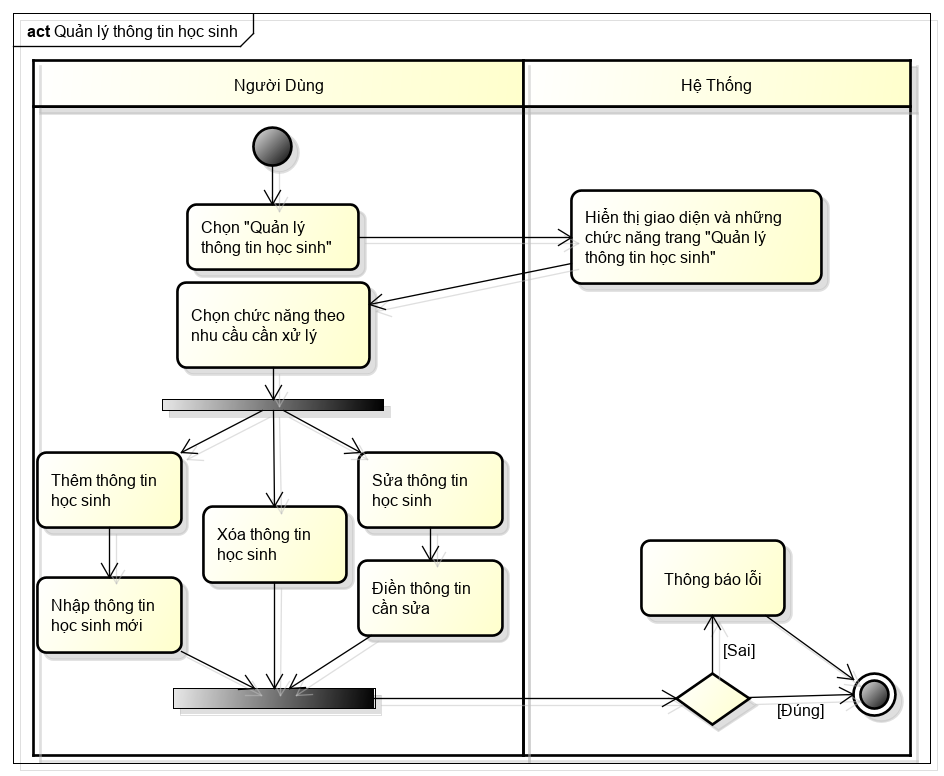 act Quản lý thông tin học sinh
Người Dùng
Hệ Thống
Chọn "Quản lý
thông tin học sinh"
Hiển thị giao diện và những
chức năng trang "Quản lý
thông tin học sinh"
Chọn chức năng theo
nhu cầu cần xử lý
Thêm thông tin
học sinh
Xóa thông tin
học sinh
Sửa thông tin
học sinh
Nhập thông tin
học sinh mới
Điền thông tin
cần sửa
Thông báo lỗi
[Sai]
[Đúng]